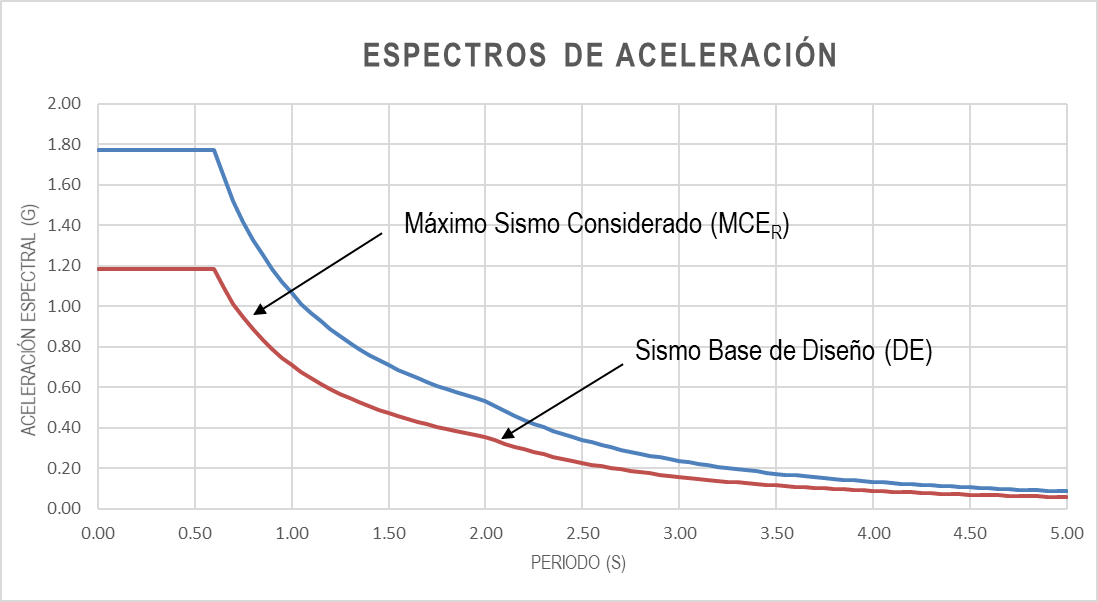 ESPECTROS DE ACELERACIÓN
ACELERACIÓN ESPECTRAL (G)
2.00
1.80
1.60
1.40
1.20
1.00
0.80
0.60
0.40
0.20
0.00
Máximo Sismo Considerado (MCER)
Sismo Base de Diseño (DE)
0.00 0.50 1.00 1.50 2.00 2.50 3.00 3.50 4.00 4.50 5.00
PERIODO (S)